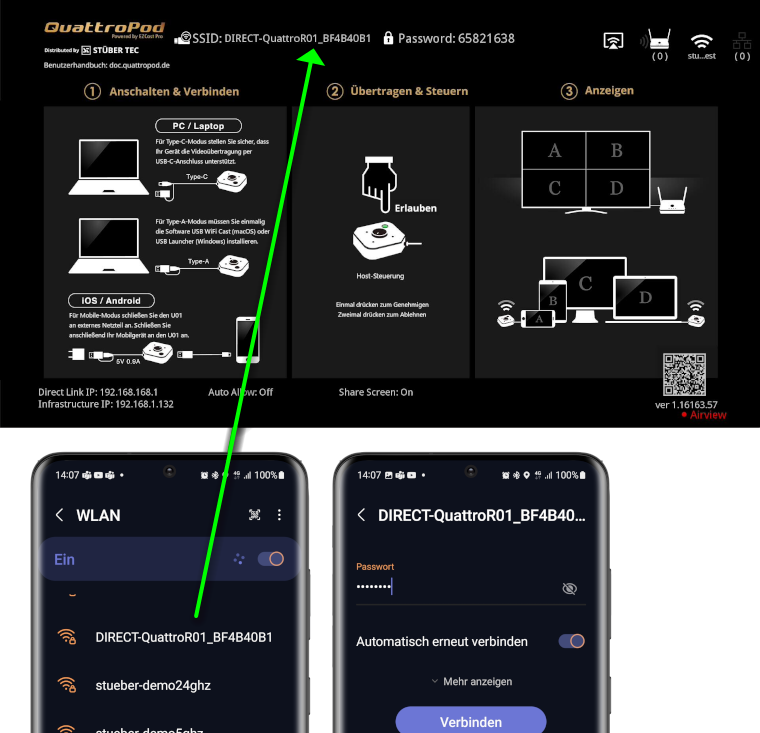 QuattroPod
Powered by EZCast Pro
Distributed by STÜBER TEC
Benutzerhandbuch: doc.quattropod.de
SSID: DIRECT-QuattroR01_BF4B40B1
Password: 65821638
(0)
stu...est
(0)
1 Anschalten & Verbinden
PC / Laptop
Für Type-C-Modus stellen Sie sicher, dass
Ihr Gerät die Videoübertragung per
USB-C-Anschluss unterstützt.
Type-C
Für Type-A-Modus müssen Sie einmalig
die Software USB WiFi Cast (macOS) oder
USB Launcher (Windows) installieren.
Type-A
iOS / Android
Für Mobile-Modus schließen Sie den U01
an externes Netzteil an. Schließen Sie
anschließend Ihr Mobilgerät an den U01 an.
5V 0.9A
2 Übertragen & Steuern
Erlauben
Host-Steuerung
Einmal drücken zum Genehmigen
Zweimal drücken zum Ablehnen
3 Anzeigen
A B
C D
A B C D
Direct Link IP: 192.168.168.1
Infrastructure IP: 192.168.1.132
Auto Allow: Off
Share Screen: On
ver 1.16163.57
Airview
14:07
4G
100%
WLAN
Ein
DIRECT-QuattroR01_BF4B40B1
stueber-demo24ghz
stueber-demo5ghz
14:07
4G
100%
DIRECT-QuattroR01_BF4B40...
Passwort
••••••••
Automatisch erneut verbinden
Mehr anzeigen
Verbinden